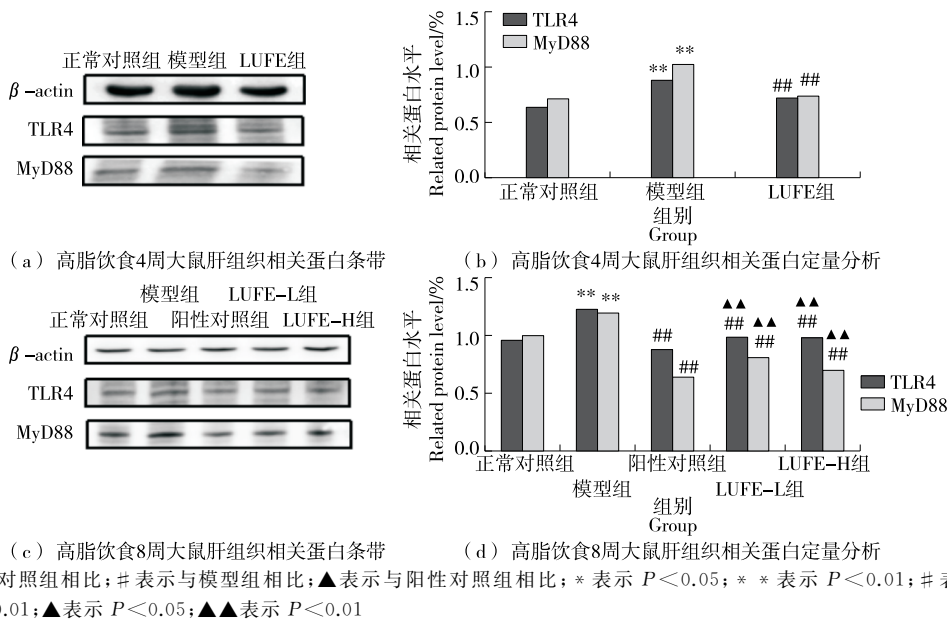 正常对照组 模型组 LUFE组
β-actin
TLR4
MyD88
(a) 高脂饮食4周大鼠肝组织相关蛋白条带
相关蛋白水平
Related protein level/%
1.5
1.0
0.5
0.0
TLR4
MyD88
** **
## ##
正常对照组 模型组 LUFE组
组别
Group
(b) 高脂饮食4周大鼠肝组织相关蛋白定量分析
模型组 LUFE-L组
正常对照组 阳性对照组 LUFE-H组
β-actin
TLR4
MyD88
(c) 高脂饮食8周大鼠肝组织相关蛋白条带
相关蛋白水平
Related protein level/%
1.5
1.0
0.5
0.0
** **
## ##
▲▲ ▲▲
## ##
▲▲ ▲▲
## ##
TLR4
MyD88
正常对照组 阳性对照组 LUFE-H组
模型组 LUFE-L组
组别
Group
(d) 高脂饮食8周大鼠肝组织相关蛋白定量分析
对照组相比;#表示与模型组相比;▲表示与阳性对照组相比;*表示 P<0.05;**表示 P<0.01;#
.01;▲表示 P<0.05;▲▲表示 P<0.01